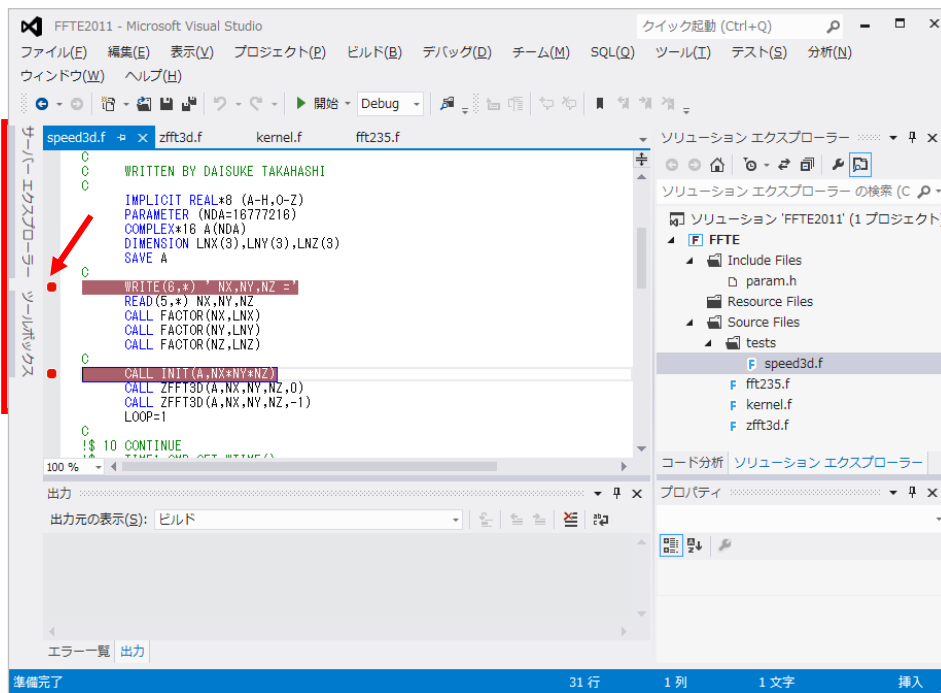 FFTE2011 - Microsoft Visual Studio
クイック起動 (Ctrl+Q)
ファイル(F) 編集(E) 表示(V) プロジェクト(P) ビルド(B) デバッグ(D) チーム(M) SQL(Q) ツール(T) テスト(S) 分析(N)
ウィンドウ(W) ヘルプ(H)
開始 Debug
サーバー エクスプローラー
ツールボックス
speed3d.f zfft3d.f kernel.f fft235.f
C
C WRITTEN BY DAISUKE TAKAHASHI
C
IMPLICIT REAL*8 (A-H,O-Z)
PARAMETER (NDA=16777216)
COMPLEX*16 A(NDA)
DIMENSION LNX(3),LNY(3),LNZ(3)
SAVE A
C
WRITE(6,*) ' NX,NY,NZ ='
READ(5,*) NX,NY,NZ
CALL FACTOR(NX,LNX)
CALL FACTOR(NY,LNY)
CALL FACTOR(NZ,LNZ)
C
CALL INIT(A,NX*NY*NZ)
CALL ZFFT3D(A,NX,NY,NZ,0)
CALL ZFFT3D(A,NX,NY,NZ,-1)
LOOP=1
C
!$ 10 CONTINUE
100 %
出力
出力元の表示(S): ビルド
エラー一覧 出力
ソリューション エクスプローラー
ソリューション エクスプローラー の検索 (C
ソリューション 'FFTE2011' (1 プロジェクト)
FFTE
Include Files
param.h
Resource Files
Source Files
tests
speed3d.f
fft235.f
kernel.f
zfft3d.f
コード分析 ソリューション エクスプローラー
プロパティ
準備完了 31 行 1 列 1 文字 挿入